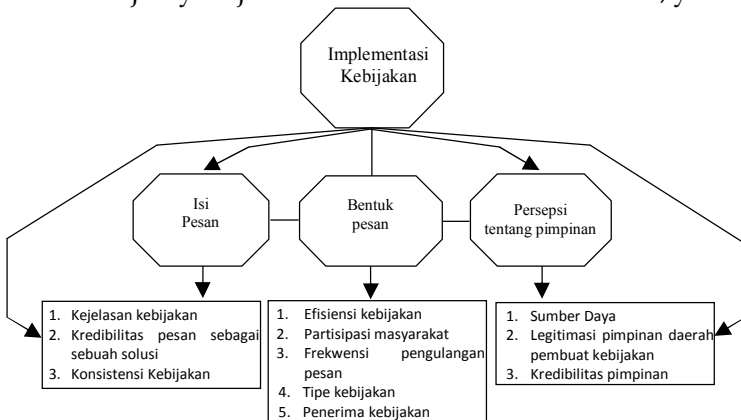 Implementasi
Kebijakan
Isi
Pesan
Bentuk
pesan
Persepsi
tentang pimpinan
1. Kejelasan kebijakan
2. Kredibilitas pesan sebagai
sebuah solusi
3. Konsistensi Kebijakan
1. Efisiensi kebijakan
2. Partisipasi masyarakat
3. Frekwensi pengulangan
pesan
4. Tipe kebijakan
5. Penerima kebijakan
1. Sumber Daya
2. Legitimasi pimpinan daerah
pembuat kebijakan
3. Kredibilitas pimpinan